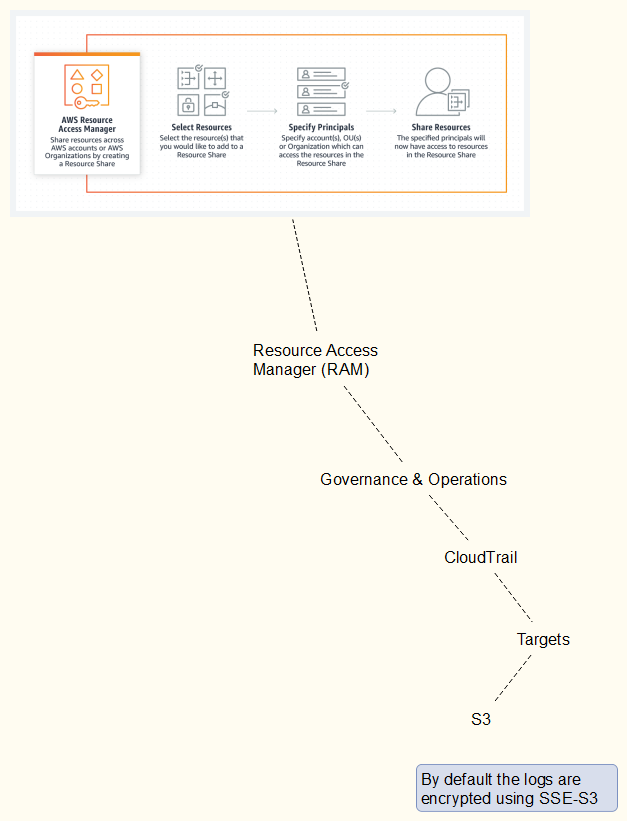 AWS Resource
Access Manager
Share resources across
AWS accounts or AWS
Organizations by creating
a Resource Share
Select Resources
Select the resource(s) that
you would like to add to a
Resource Share
Specify Principals
Specify account(s), OU(s)
or Organization which can
access the resources in the
Resource Share
Share Resources
The specified principals will
now have access to resources
in the Resource Share
Resource Access
Manager (RAM)
Governance & Operations
CloudTrail
Targets
S3
By default the logs are
encrypted using SSE-S3